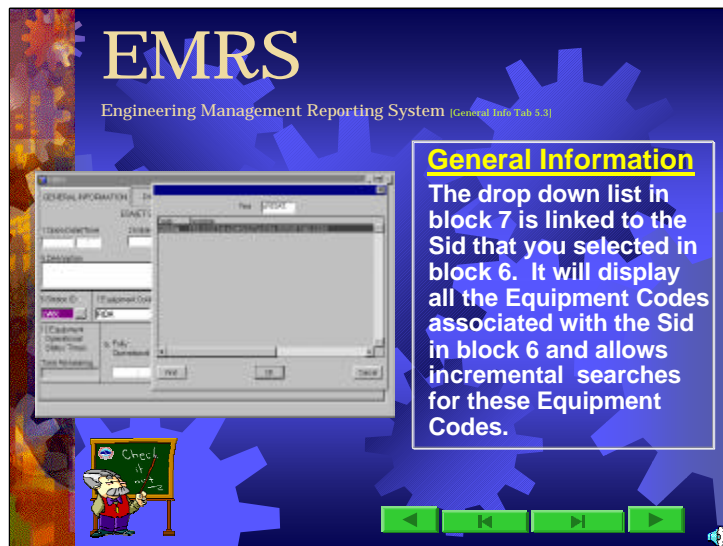 EMRS
Engineering Management Reporting System [General Info Tab 5.3]
General Information
The drop down list in
block 7 is linked to the
Sid that you selected in
block 6. It will display
all the Equipment Codes
associated with the Sid
in block 6 and allows
incremental searches
for these Equipment
Codes.
GENERAL INFORMATION
Find
OK
Cancel
Check
it
out